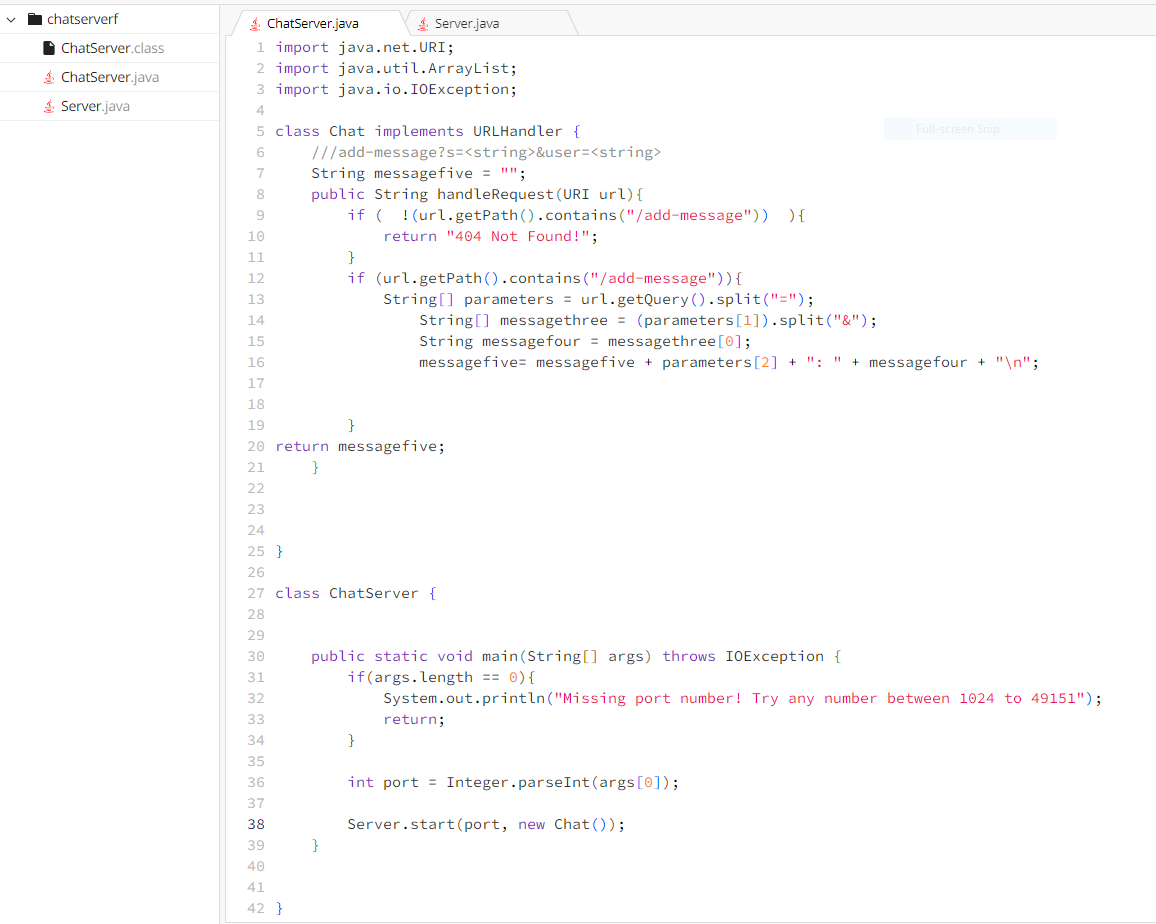 chatserverf
ChatServer.class
ChatServer.java
Server.java
ChatServer.java
Server.java
1 import java.net.URI;
2 import java.util.ArrayList;
3 import java.io.IOException;
4
5 class Chat implements URLHandler {
Full-screen Snip
6     ///add-message?s=<string>&user=<string>
7     String messagefive = "";
8     public String handleRequest(URI url){
9         if (  !(url.getPath().contains("/add-message"))  ){
10             return "404 Not Found!";
11         }
12         if (url.getPath().contains("/add-message")){
13             String[] parameters = url.getQuery().split("=");
14                 String[] messagethree = (parameters[1]).split("&");
15                 String messagefour = messagethree[0];
16                 messagefive= messagefive + parameters[2] + ": " + messagefour + "\n";
17
18
19         }
20 return messagefive;
21     }
22
23
24
25 }
26
27 class ChatServer {
28
29
30     public static void main(String[] args) throws IOException {
31         if(args.length == 0){
32             System.out.println("Missing port number! Try any number between 1024 to 49151");
33             return;
34         }
35
36         int port = Integer.parseInt(args[0]);
37
38         Server.start(port, new Chat());
39     }
40
41
42 }